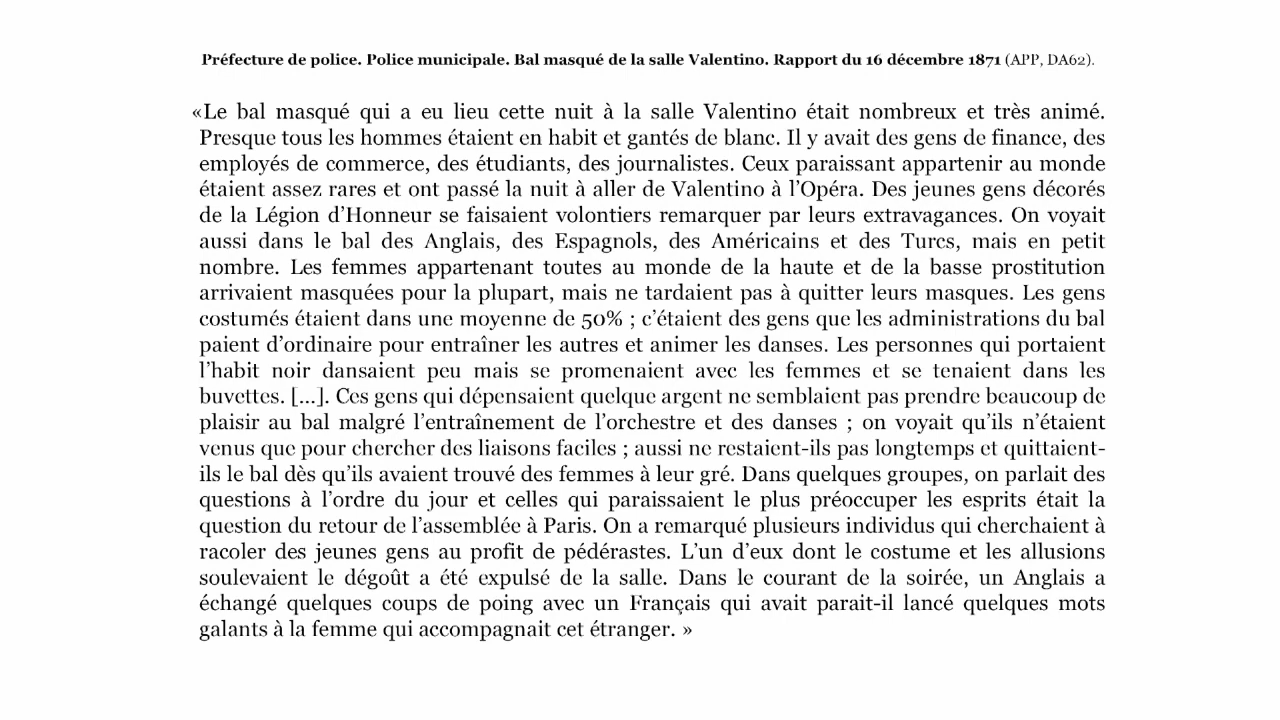 Préfecture de police. Police municipale. Bal masqué de la salle Valentino. Rapport du 16 décembre 1871 (APP, DA62).
«Le bal masqué qui a eu lieu cette nuit à la salle Valentino était nombreux et très animé.
Presque tous les hommes étaient en habit et gantés de blanc. Il y avait des gens de finance, des
employés de commerce, des étudiants, des journalistes. Ceux paraissant appartenir au monde
étaient assez rares et ont passé la nuit à aller de Valentino à l’Opéra. Des jeunes gens décorés
de la Légion d’Honneur se faisaient volontiers remarquer par leurs extravagances. On voyait
aussi dans le bal des Anglais, des Espagnols, des Américains et des Turcs, mais en petit
nombre. Les femmes appartenant toutes au monde de la haute et de la basse prostitution
arrivaient masquées pour la plupart, mais ne tardaient pas à quitter leurs masques. Les gens
costumés étaient dans une moyenne de 50% ; c’étaient des gens que les administrations du bal
paient d’ordinaire pour entraîner les autres et animer les danses. Les personnes qui portaient
l’habit noir dansaient peu mais se promenaient avec les femmes et se tenaient dans les
buvettes. [...]. Ces gens qui dépensaient quelque argent ne semblaient pas prendre beaucoup de
plaisir au bal malgré l’entraînement de l’orchestre et des danses ; on voyait qu’ils n’étaient
venus que pour chercher des liaisons faciles ; aussi ne restaient-ils pas longtemps et quittaient-
ils le bal dès qu’ils avaient trouvé des femmes à leur gré. Dans quelques groupes, on parlait des
questions à l’ordre du jour et celles qui paraissaient le plus préoccuper les esprits était la
question du retour de l’assemblée à Paris. On a remarqué plusieurs individus qui cherchaient à
racoler des jeunes gens au profit de pédérastes. L’un d’eux dont le costume et les allusions
soulevaient le dégoût a été expulsé de la salle. Dans le courant de la soirée, un Anglais a
échangé quelques coups de poing avec un Français qui avait parait-il lancé quelques mots
galants à la femme qui accompagnait cet étranger. »